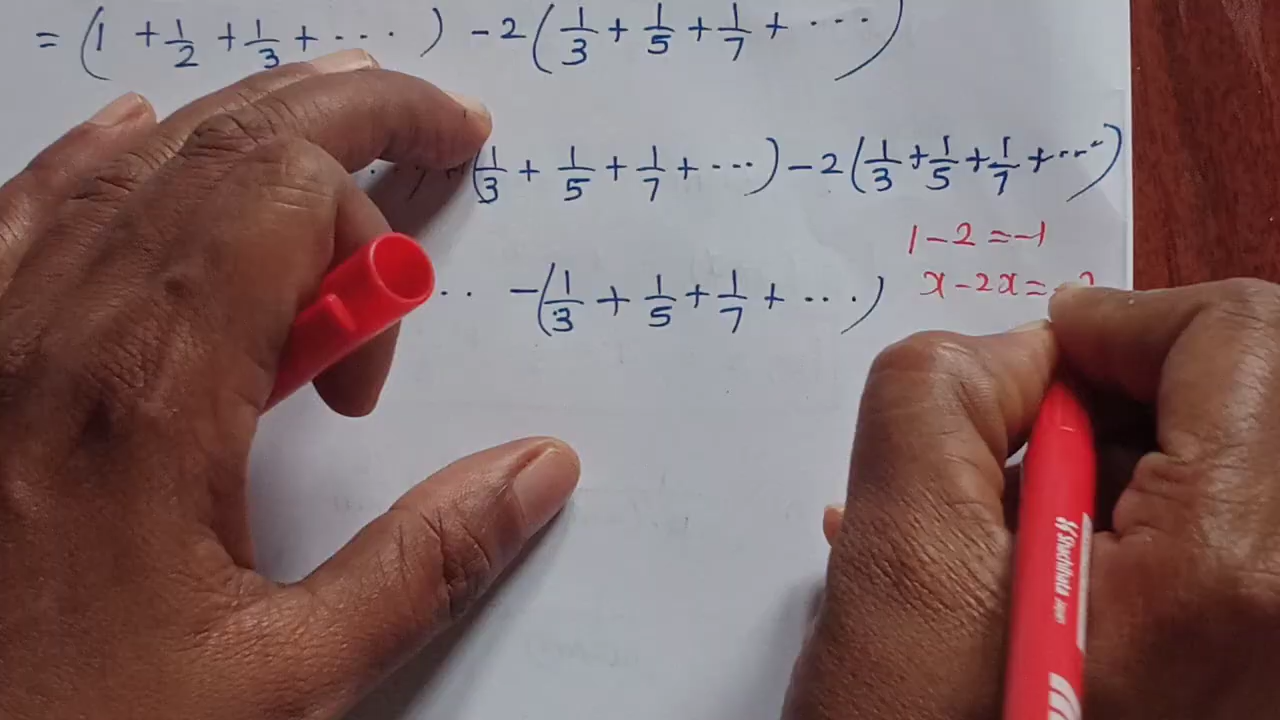 = (1 + 1/2 + 1/3 + ...) - 2(1/3 + 1/5 + 1/7 + ...)
(1/3 + 1/5 + 1/7 + ...) - 2(1/3 + 1/5 + 1/7 + ...)
1 - 2 = -1
... -(1/3 + 1/5 + 1/7 + ...)
x - 2x =
Shachihata